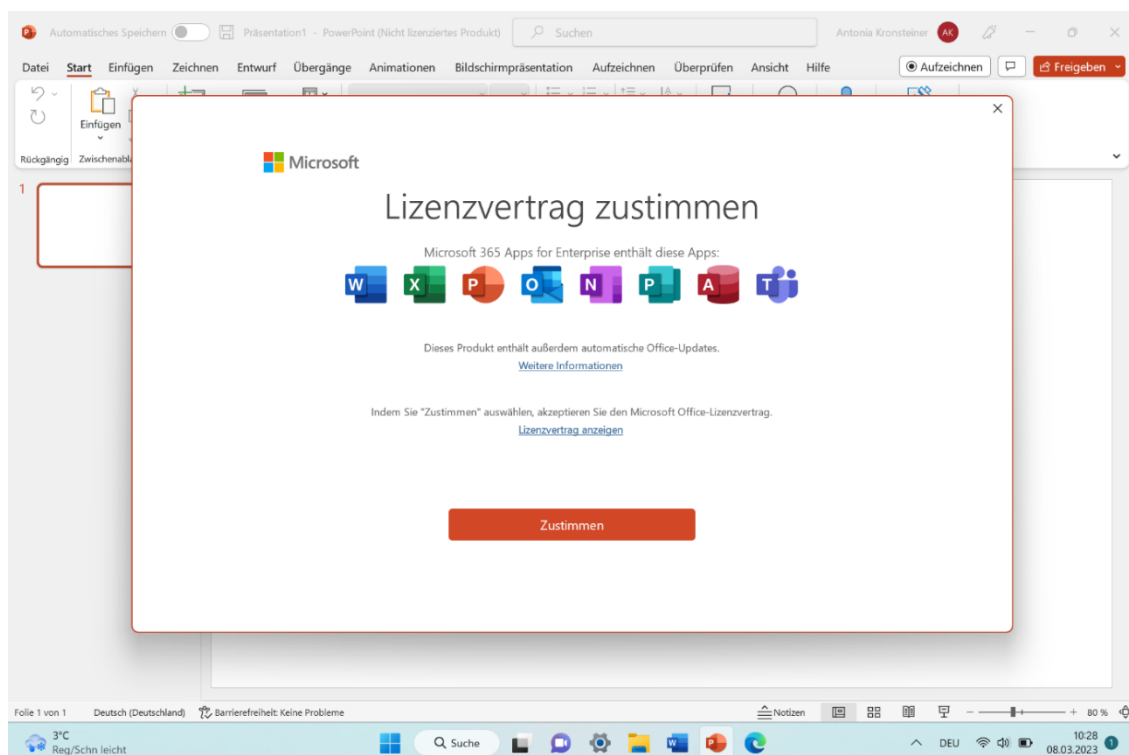 Automatisches Speichern
Präsentation1 - PowerPoint (Nicht lizenziertes Produkt)
Suchen
Antonia Kronsteiner
AK
Datei Start Einfügen Zeichnen Entwurf Übergänge Animationen Bildschirmpräsentation Aufzeichnen Überprüfen Ansicht Hilfe
Aufzeichnen
Freigeben
Einfügen
Rückgängig
Microsoft
1
Lizenzvertrag zustimmen
Microsoft 365 Apps for Enterprise enthält diese Apps:
W X P O N P A T
Dieses Produkt enthält außerdem automatische Office-Updates.
Weitere Informationen
Indem Sie "Zustimmen" auswählen, akzeptieren Sie den Microsoft Office-Lizenzvertrag.
Lizenzvertrag anzeigen
Zustimmen
Folie 1 von 1 Deutsch (Deutschland) Barrierefreiheit: Keine Probleme Notizen 80 %
3°C
Reg/Schn leicht
Suche
DEU
10:28
08.03.2023
1